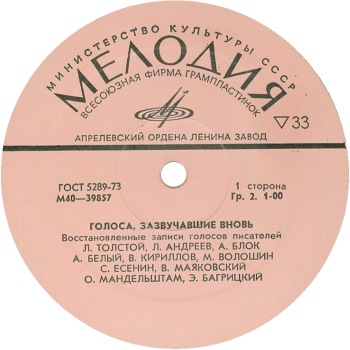 МИНИСТЕРСТВО КУЛЬТУРЫ СССР
МЕЛОДИЯ
ВСЕСОЮЗНАЯ ФИРМА ГРАМПЛАСТИНОК
▽33
АПРЕЛЕВСКИЙ ОРДЕНА ЛЕНИНА ЗАВОД
ГОСТ 5289-73
М40—39857
1 сторона
Гр. 2. 1-00
ГОЛОСА, ЗАЗВУЧАВШИЕ ВНОВЬ
Восстановленные записи голосов писателей
Л. ТОЛСТОЙ, Л. АНДРЕЕВ, А. БЛОК
А. БЕЛЫЙ, В. КИРИЛЛОВ, М. ВОЛОШИН
С. ЕСЕНИН, В. МАЯКОВСКИЙ
О. МАНДЕЛЬШТАМ, Э. БАГРИЦКИЙ